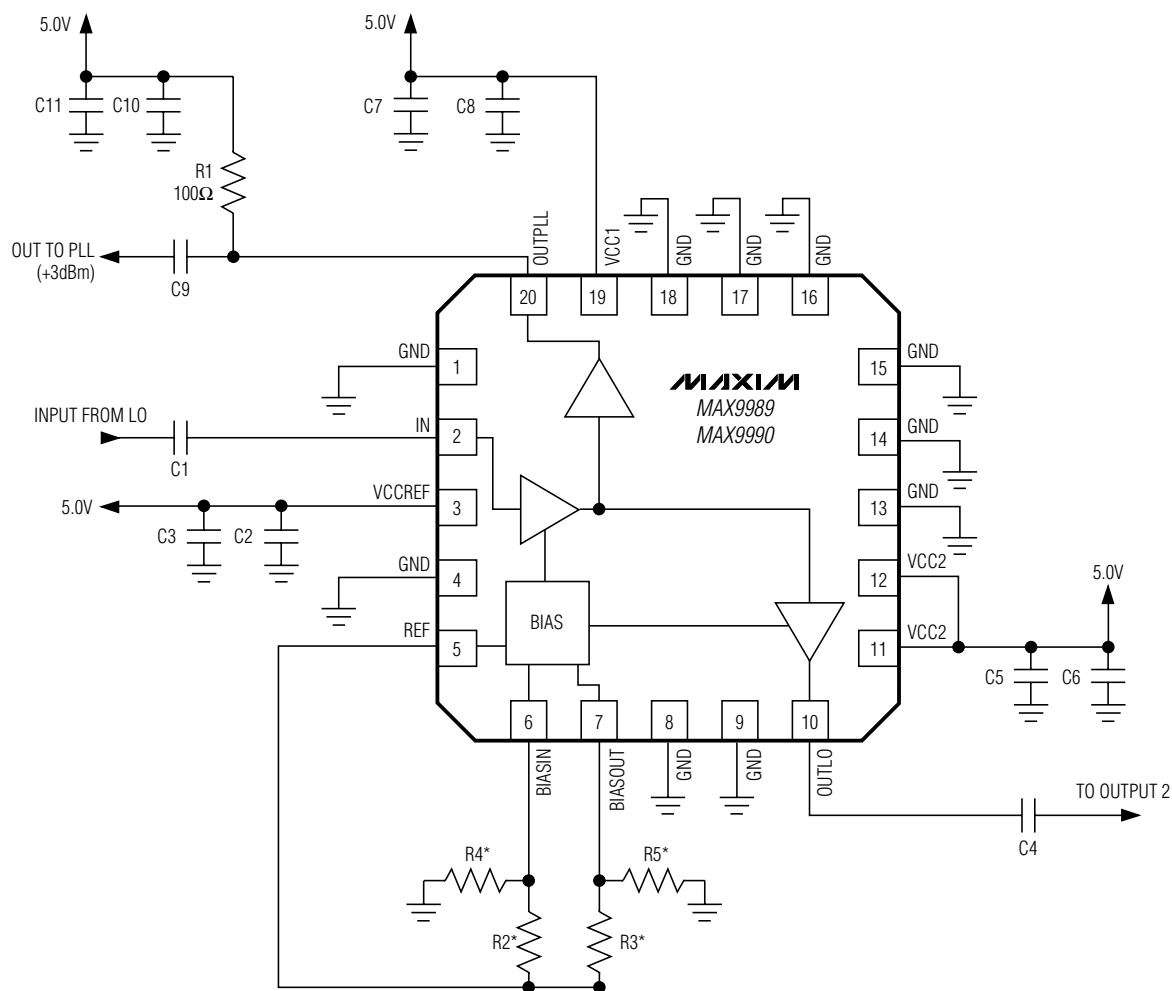 5.0V
5.0V
C11
C10
C7
C8
R1
100Ω
OUT TO PLL
(+3dBm)
C9
OUTPLL
VCC1
GND
GND
GND
20
19
18
17
16
GND
1
15
GND
MAXIM
MAX9989
MAX9990
INPUT FROM LO
C1
IN
2
14
GND
5.0V
C3
C2
VCCREF
3
13
GND
GND
4
12
VCC2
5.0V
REF
5
BIAS
11
VCC2
C5
C6
6
7
8
9
10
BIASIN
BIASOUT
GND
GND
OUTLO
TO OUTPUT 2
C4
R4*
R5*
R2*
R3*